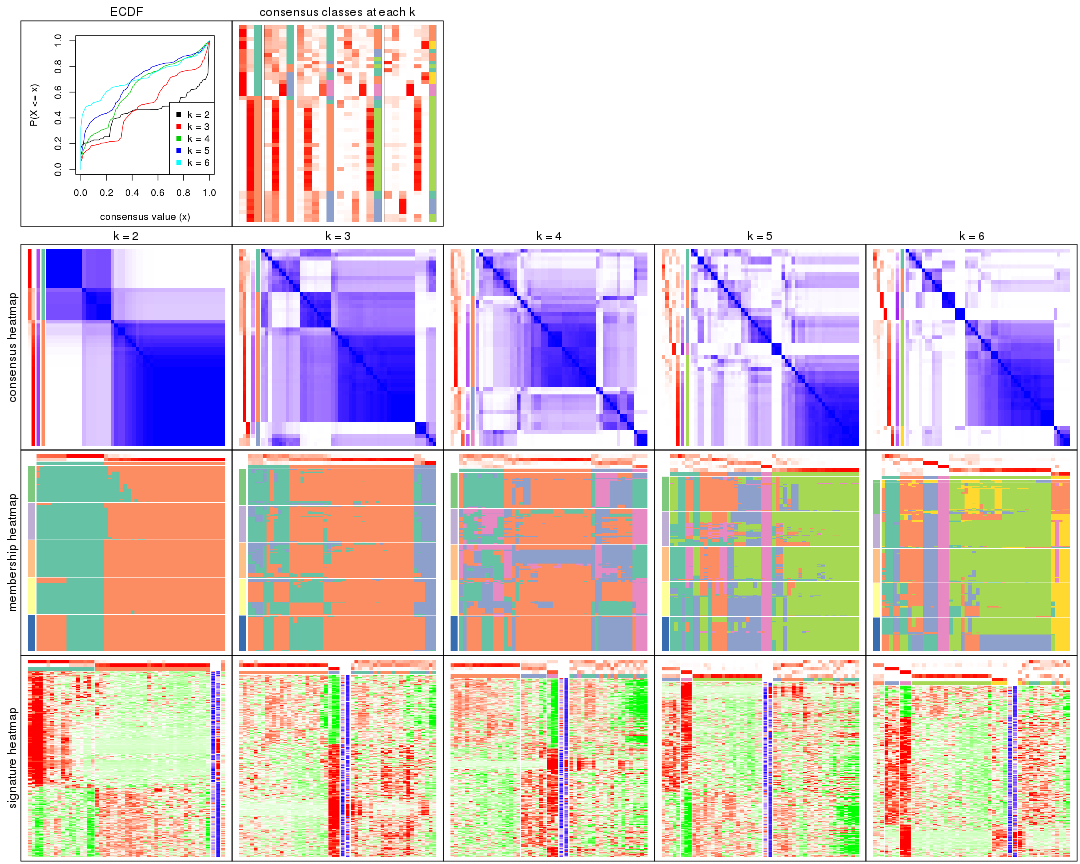 ECDF
consensus classes at each k
P(X <= x)
0.0 0.2 0.4 0.6 0.8 1.0
k = 2
k = 3
k = 4
k = 5
k = 6
0.0 0.2 0.4 0.6 0.8 1.0
consensus value (x)
k = 2
k = 3
k = 4
k = 5
k = 6
consensus heatmap
membership heatmap
signature heatmap